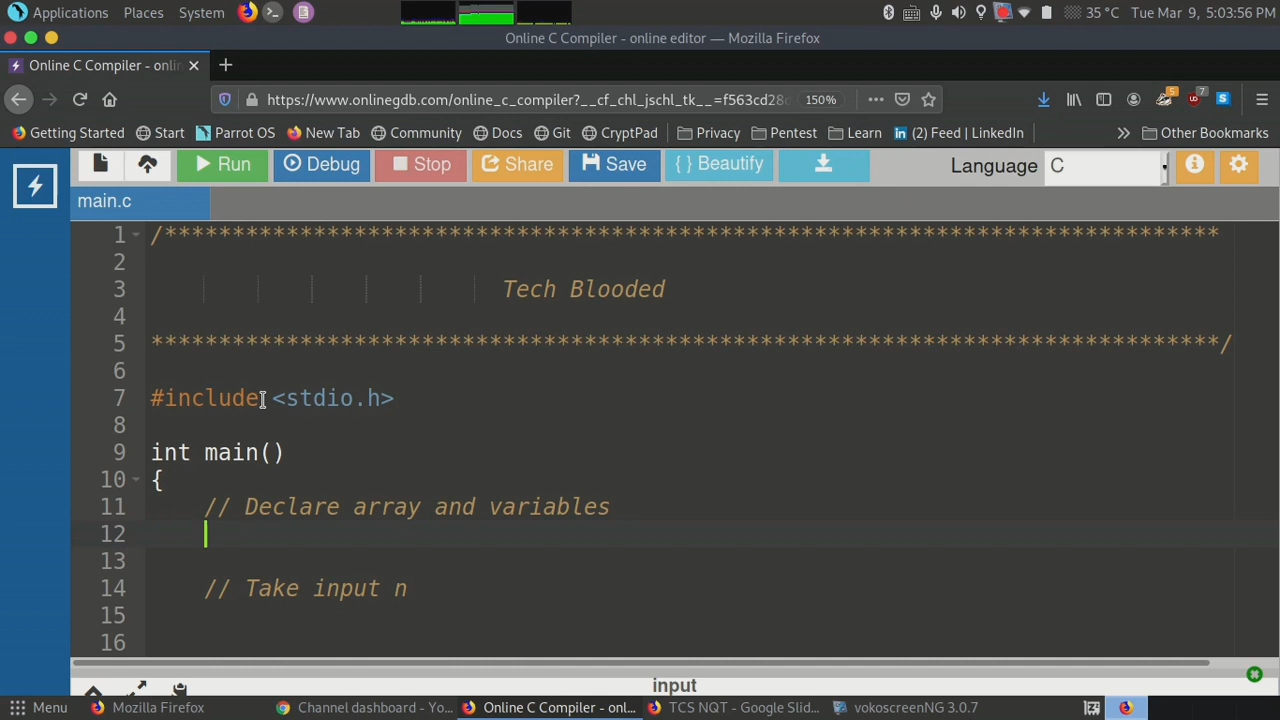 Applications Places System 35 °C Tue Mar 9, 5:03:56 PM
Online C Compiler - online editor — Mozilla Firefox
Online C Compiler - onlin
https://www.onlinegdb.com/online_c_compiler?__cf_chl_jschl_tk__=f563cd28 150% 5 7
Getting Started Start Parrot OS New Tab Community Docs Git CryptPad Privacy Pentest Learn (2) Feed | LinkedIn Other Bookmarks
Run Debug Stop Share Save { } Beautify Language C
main.c
1 /******************************************************************************
2
3 Tech Blooded
4
5 *******************************************************************************/
6
7 #include <stdio.h>
8
9 int main()
10 {
11 // Declare array and variables
12
13
14 // Take input n
15
16
input
Menu Mozilla Firefox Channel dashboard - Yo... Online C Compiler - onl... TCS NQT - Google Slid... vokoscreenNG 3.0.7